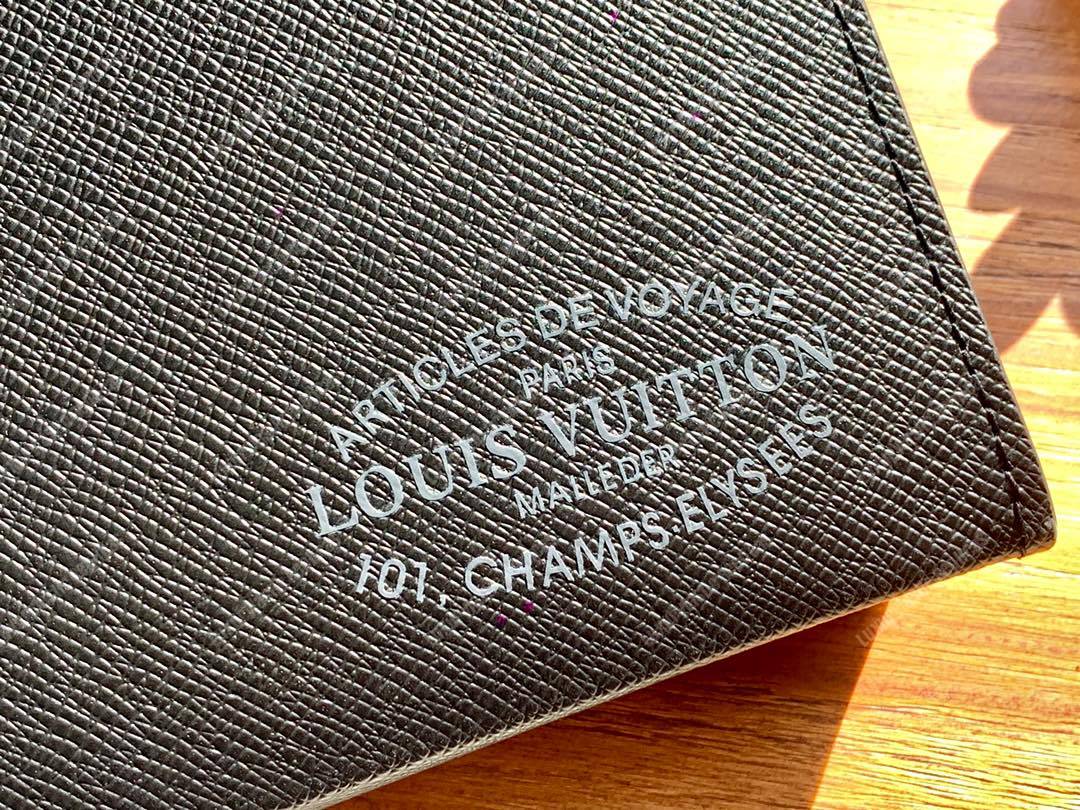 ARTICLES DE VOYAGE
PARIS
LOUIS VUITTON
MALLEDER
101, CHAMPS-ELYSEES